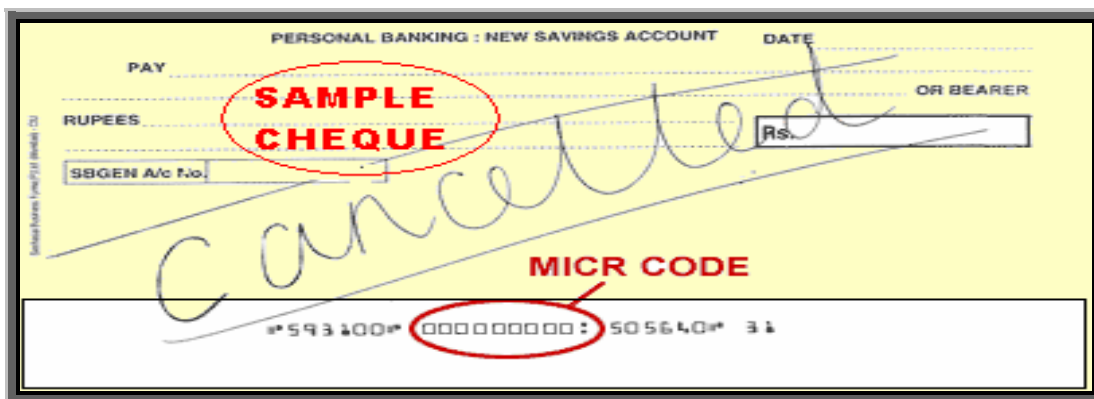 PERSONAL BANKING : NEW SAVINGS ACCOUNT DATE
PAY
SAMPLE
OR BEARER
RUPEES
CHEQUE
Rs.
SBGEN A/c No.
Cancelled
MICR CODE
⑈593100⑈ □□□□□□□□□: 505640⑈ 31